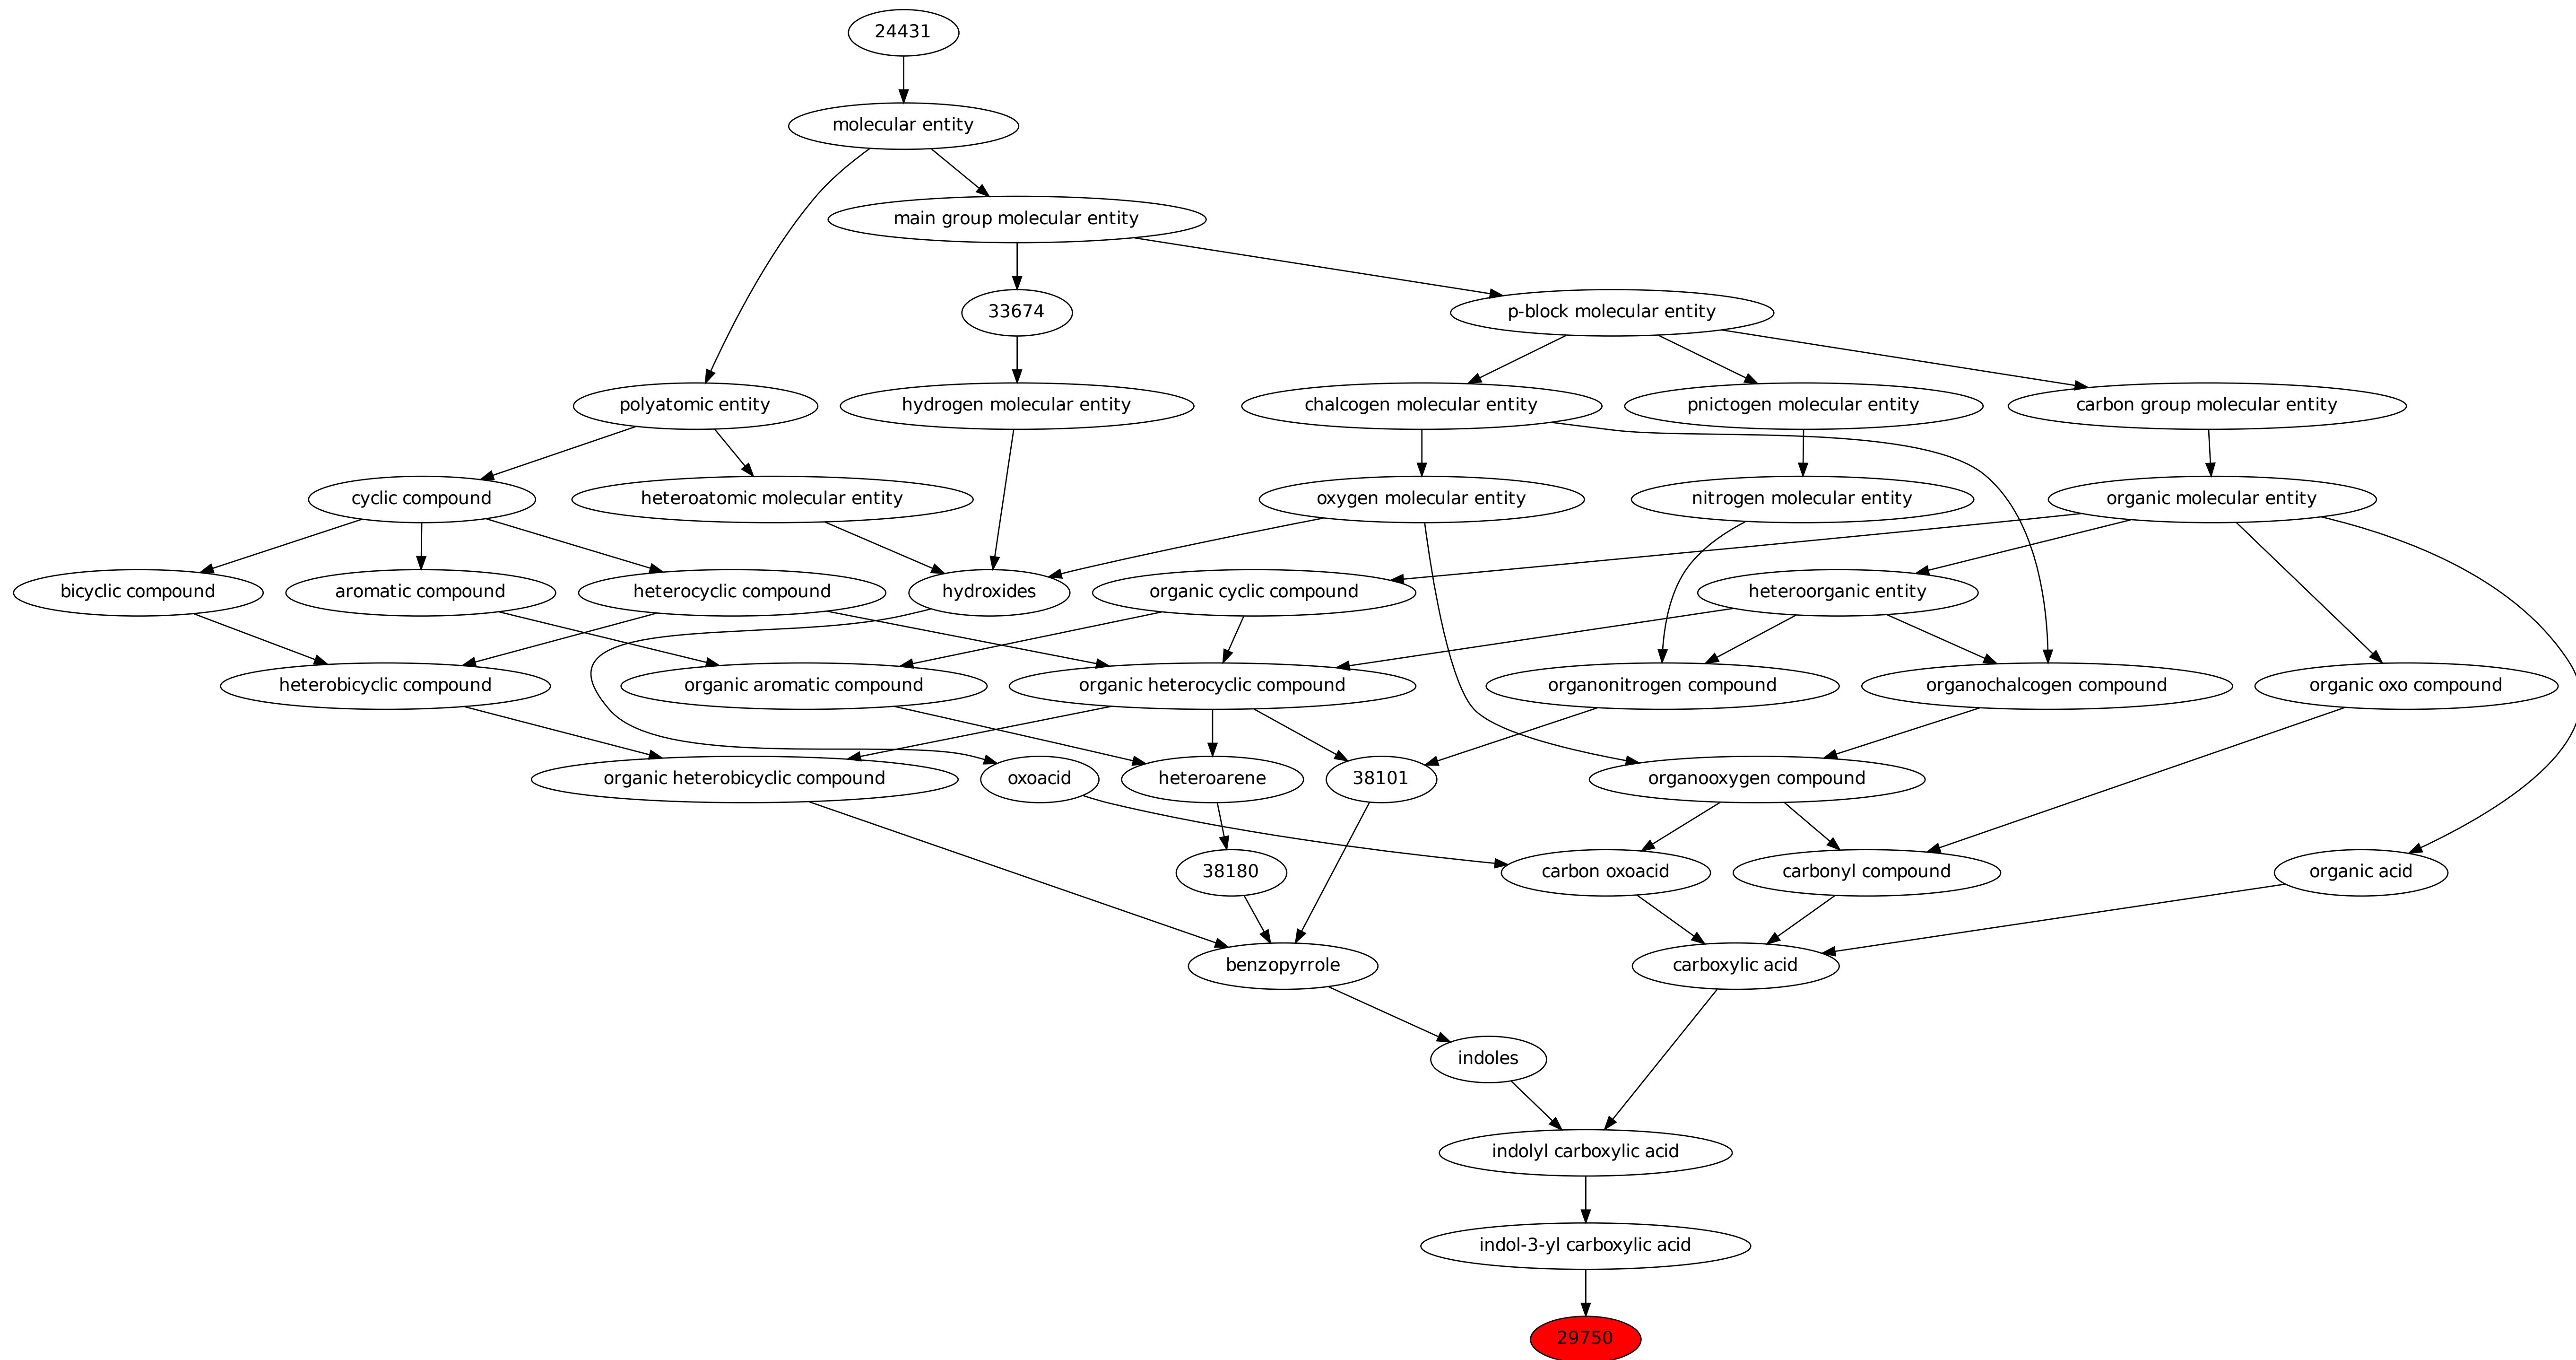 24431
molecular entity
main group molecular entity
33674
p-block molecular entity
polyatomic entity
hydrogen molecular entity
chalcogen molecular entity
pnictogen molecular entity
carbon group molecular entity
cyclic compound
heteroatomic molecular entity
oxygen molecular entity
nitrogen molecular entity
organic molecular entity
bicyclic compound
aromatic compound
heterocyclic compound
hydroxides
organic cyclic compound
heteroorganic entity
heterobicyclic compound
organic aromatic compound
organic heterocyclic compound
organonitrogen compound
organochalcogen compound
organic oxo compound
organic heterobicyclic compound
oxoacid
heteroarene
38101
organooxygen compound
38180
carbon oxoacid
carbonyl compound
organic acid
benzopyrrole
carboxylic acid
indoles
indolyl carboxylic acid
indol-3-yl carboxylic acid
29750